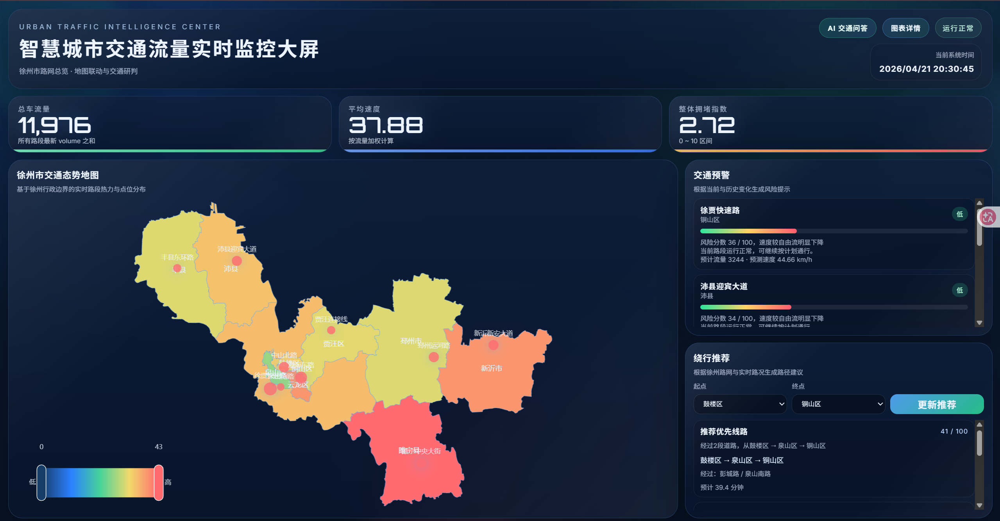 URBAN TRAFFIC INTELLIGENCE CENTER
智慧城市交通流量实时监控大屏
徐州市路网总览 · 地图联动与交通研判
AI 交通问答
图表详情
运行正常
当前系统时间
2026/04/21 20:30:45
总车流量
11,976
所有路段最新 volume 之和
平均速度
37.88
按流量加权计算
整体拥堵指数
2.72
0 ~ 10 区间
徐州市交通态势地图
基于徐州行政边界的实时路段热力与点位分布
沛县迎宾大道
丰县东环路
沛县
县
贾汪连接线
贾汪区
新沂新安大道
邳州市
邳州运河路
新沂市
中山北路
东路
铜山区
泉山
徐贾
南路
云龙区
睢宁县
中央大街
0
43
低
高
交通预警
根据当前与历史变化生成风险提示
徐贾快速路
低
铜山区
风险分数 36 / 100，速度较自由流明显下降
当前路段运行正常，可继续按计划通行。
预计流量 3244 · 预测速度 44.66 km/h
沛县迎宾大道
低
沛县
风险分数 34 / 100，速度较自由流明显下降
当前路段运行正常，可继续按计划通行。
绕行推荐
根据徐州路网与实时路况生成路径建议
起点
终点
鼓楼区
铜山区
更新推荐
推荐优先线路
41 / 100
经过2段道路，从鼓楼区 → 泉山区 → 铜山区
鼓楼区 → 泉山区 → 铜山区
经过：彭城路 / 泉山南路
预计 39.4 分钟